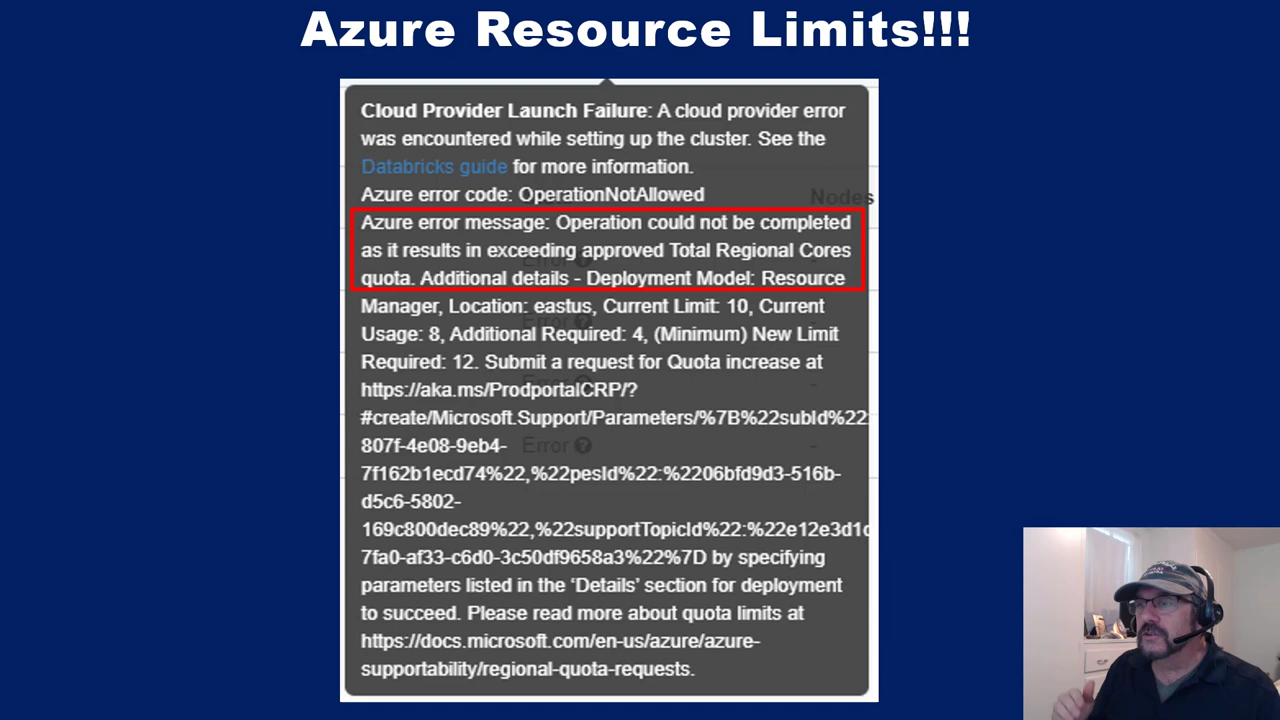 Azure Resource Limits!!!
Cloud Provider Launch Failure: A cloud provider error
was encountered while setting up the cluster. See the
Databricks guide for more information.
Azure error code: OperationNotAllowed
Nodes
Azure error message: Operation could not be completed
as it results in exceeding approved Total Regional Cores
Error
quota. Additional details - Deployment Model: Resource
Manager, Location: eastus, Current Limit: 10, Current
Error
Usage: 8, Additional Required: 4, (Minimum) New Limit
Required: 12. Submit a request for Quota increase at
Error
-
https://aka.ms/ProdportalCRP/?
#create/Microsoft.Support/Parameters/%7B%22subId%22:
807f-4e08-9eb4-
Error ?
-
7f162b1ecd74%22,%22pesId%22:%2206bfd9d3-516b-
d5c6-5802-
169c800dec89%22,%22supportTopicId%22:%22e12e3d1d
7fa0-af33-c6d0-3c50df9658a3%22%7D by specifying
parameters listed in the ‘Details’ section for deployment
to succeed. Please read more about quota limits at
https://docs.microsoft.com/en-us/azure/azure-
supportability/regional-quota-requests.